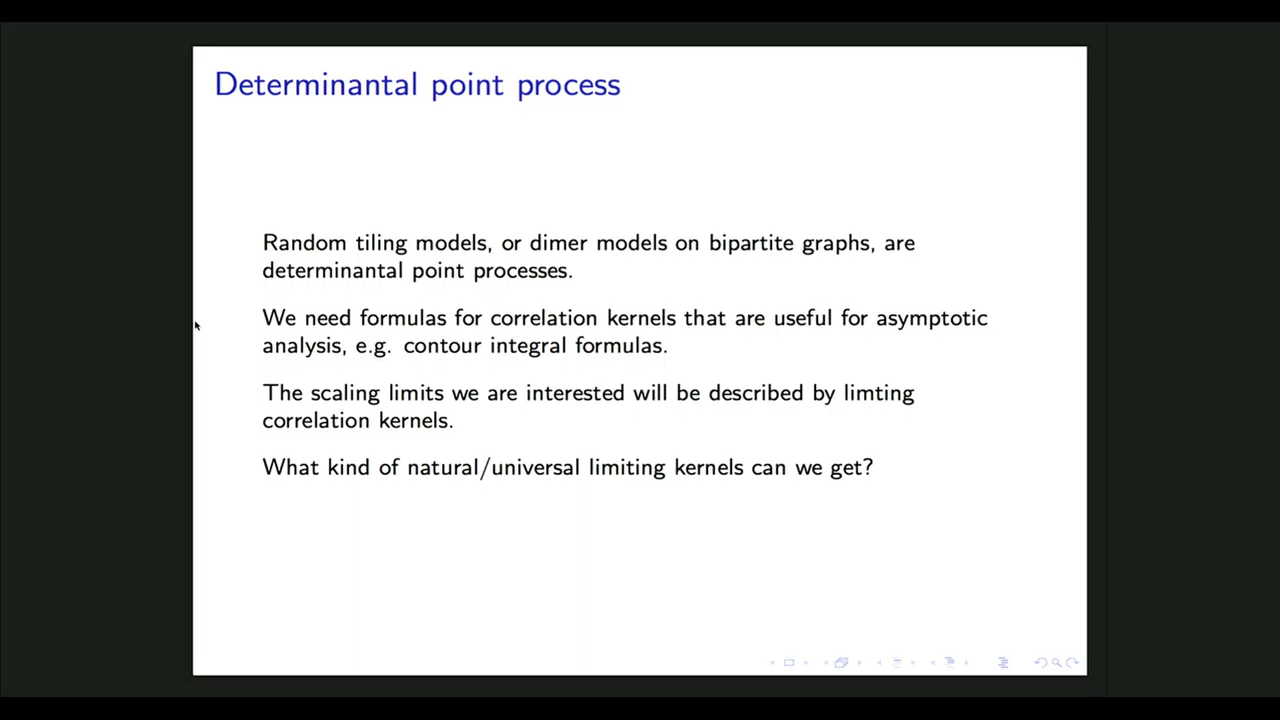 Determinantal point process
Random tiling models, or dimer models on bipartite graphs, are
determinantal point processes.
We need formulas for correlation kernels that are useful for asymptotic
analysis, e.g. contour integral formulas.
The scaling limits we are interested will be described by limting
correlation kernels.
What kind of natural/universal limiting kernels can we get?